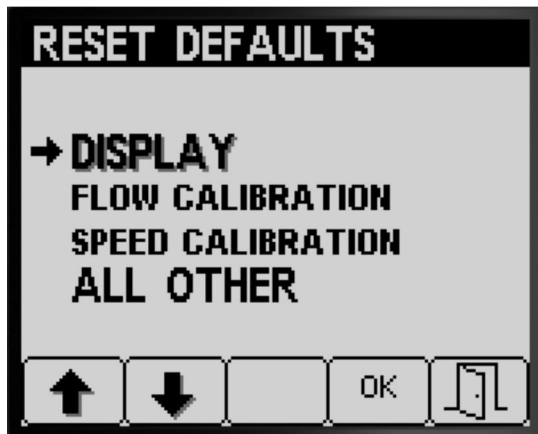 RESET DEFAULTS
DISPLAY
FLOW CALIBRATION
SPEED CALIBRATION
ALL OTHER
OK